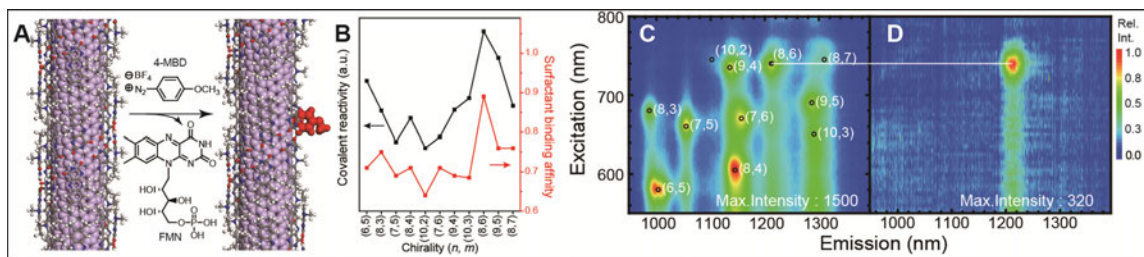 A
⊖BF4
⊕N2
4-MBD
OCH3
N
N
O
NH
N
N
O
HO
OH
HO
O
O-P-OH
OH
FMN
B
Covalent reactivity (a.u.)
1.0
0.9
0.8
0.7
0.6
Surfactant binding affinity
(6,5)
(8,3)
(7,5)
(8,4)
(10,2)
(7,6)
(9,4)
(10,3)
(8,6)
(9,5)
(8,7)
Chirality (n, m)
C
Excitation (nm)
800
700
600
(10,2)
(9,4)
(8,6)
(8,7)
(8,3)
(7,5)
(7,6)
(9,5)
(10,3)
(8,4)
(6,5)
Max.Intensity : 1500
1000 1100 1200 1300
D
Max.Intensity : 320
1000 1100 1200 1300
Emission (nm)
Rel.
Int.
1.0
0.8
0.5
0.3
0.2
0.0